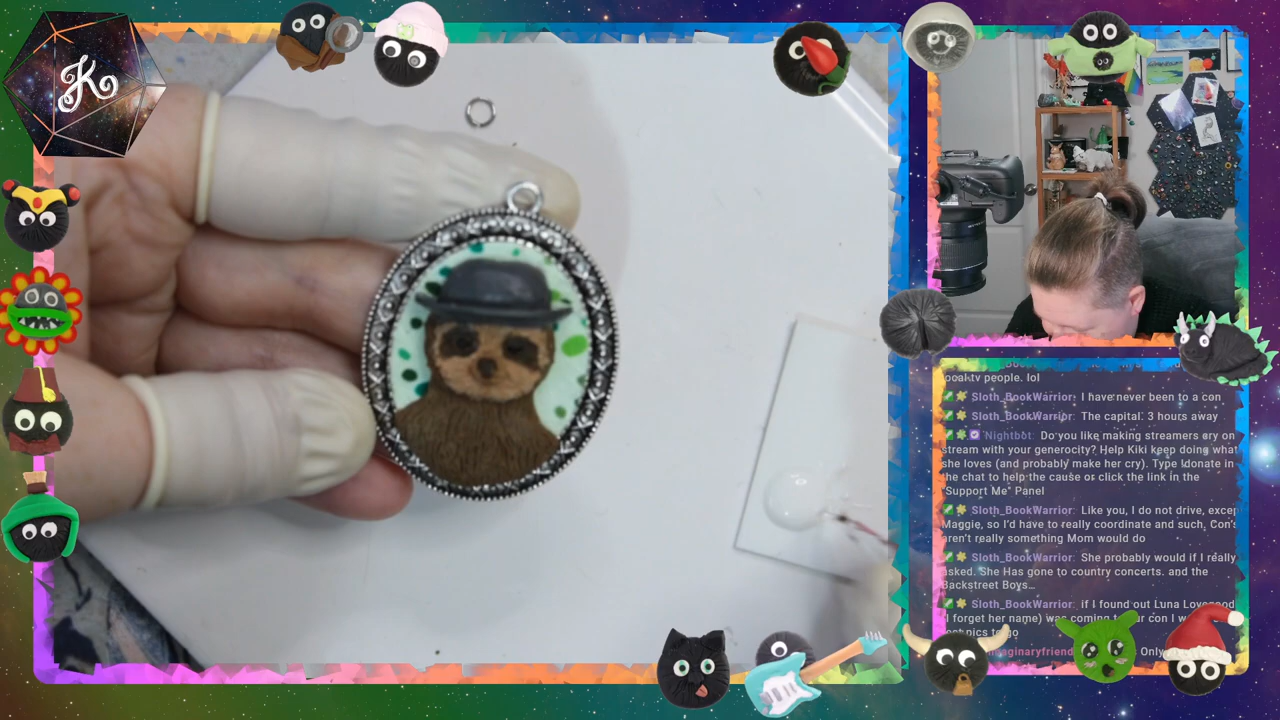 K
poal tv people. lol
Sloth_BookWarrior: I have never been to a con
Sloth_BookWarrior: The capital. 3 hours away
Nightbot: Do you like making streamers cry on
stream with your generocity? Help Kiki keep doing what
she loves (and probably make her cry). Type !donate in
the chat to help the cause or click the link in the
"Support Me" Panel
Sloth_BookWarrior: Like you, I do not drive, excep
Maggie, so I'd have to really coordinate and such, Con's
aren't really something Mom would do
Sloth_BookWarrior: She probably would if I really
asked. She Has gone to country concerts. and the
Backstreet Boys...
Sloth_BookWarrior: if I found out Luna
(I forget her name) was coming con I
pics go
imaginaryfriend Only